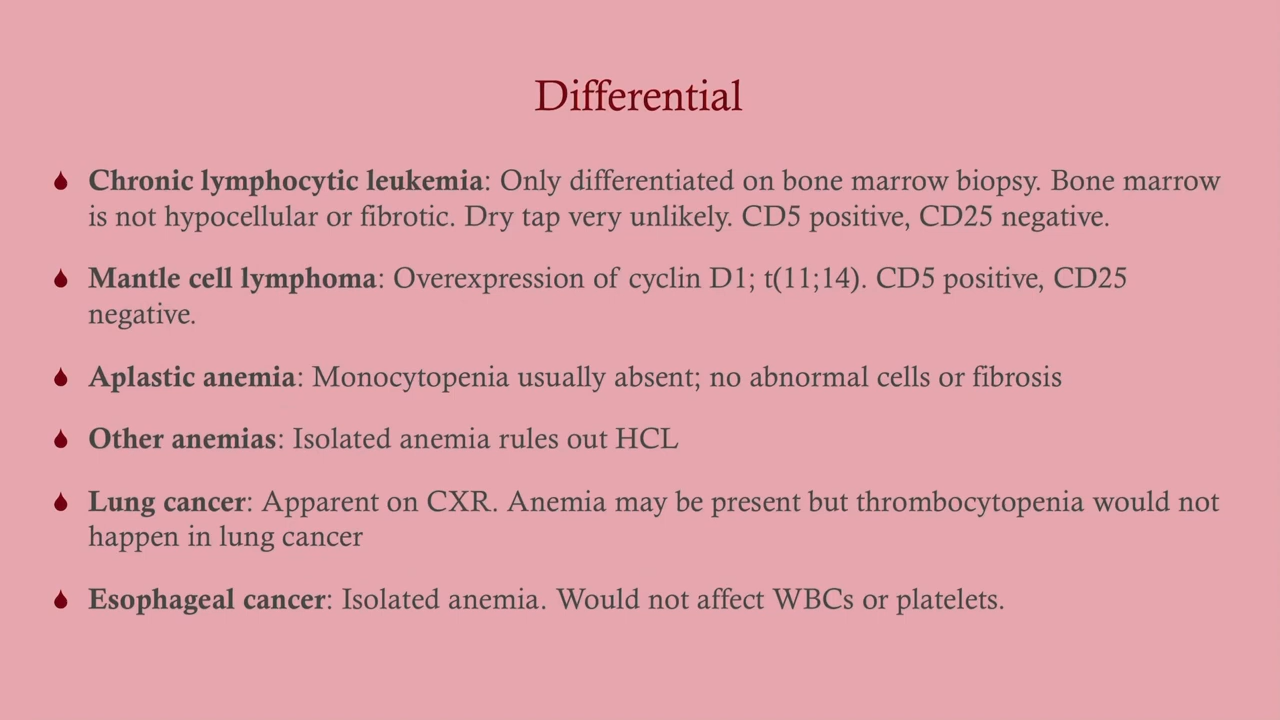 Differential
Chronic lymphocytic leukemia: Only differentiated on bone marrow biopsy. Bone marrow
is not hypocellular or fibrotic. Dry tap very unlikely. CD5 positive, CD25 negative.
Mantle cell lymphoma: Overexpression of cyclin D1; t(11;14). CD5 positive, CD25
negative.
Aplastic anemia: Monocytopenia usually absent; no abnormal cells or fibrosis
Other anemias: Isolated anemia rules out HCL
Lung cancer: Apparent on CXR. Anemia may be present but thrombocytopenia would not
happen in lung cancer
Esophageal cancer: Isolated anemia. Would not affect WBCs or platelets.